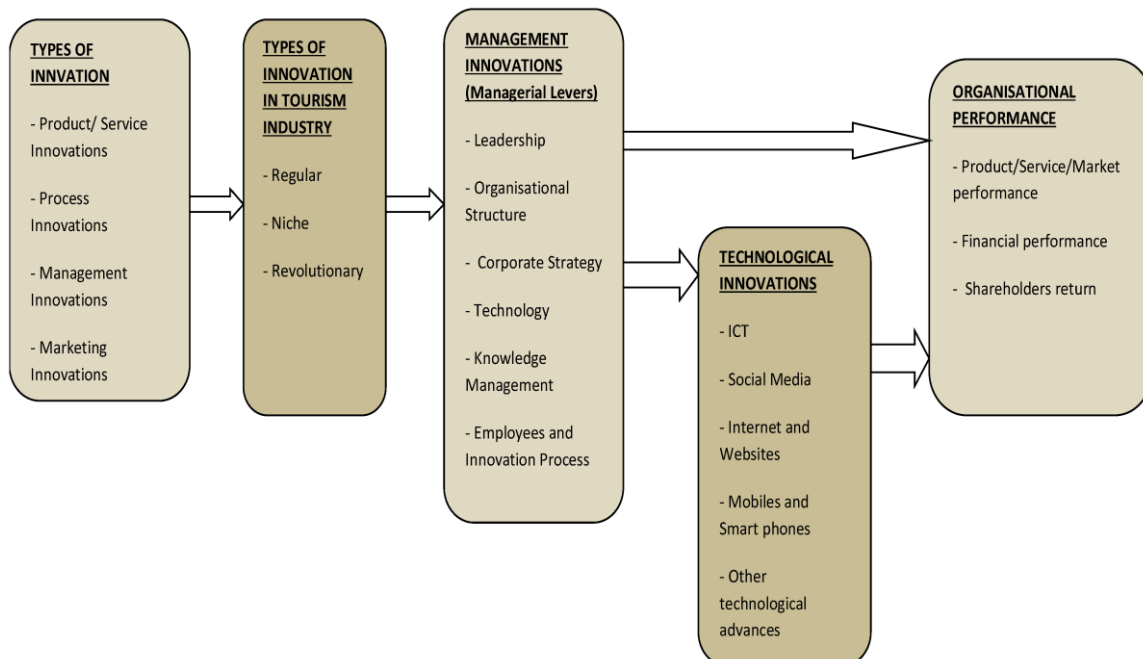 TYPES OF
INNVATION
- Product/ Service
Innovations
- Process
Innovations
- Management
Innovations
- Marketing
Innovations
TYPES OF
INNOVATION
IN TOURISM
INDUSTRY
- Regular
- Niche
- Revolutionary
MANAGEMENT
INNOVATIONS
(Managerial Levers)
- Leadership
- Organisational
Structure
- Corporate Strategy
- Technology
- Knowledge
Management
- Employees and
Innovation Process
TECHNOLOGICAL
INNOVATIONS
- ICT
- Social Media
- Internet and
Websites
- Mobiles and
Smart phones
- Other
technological
advances
ORGANISATIONAL
PERFORMANCE
- Product/Service/Market
performance
- Financial performance
- Shareholders return